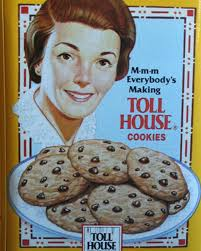 M-m-m
Everybody's
Making
TOLL
HOUSE®
COOKIES
TOLL
HOUSE